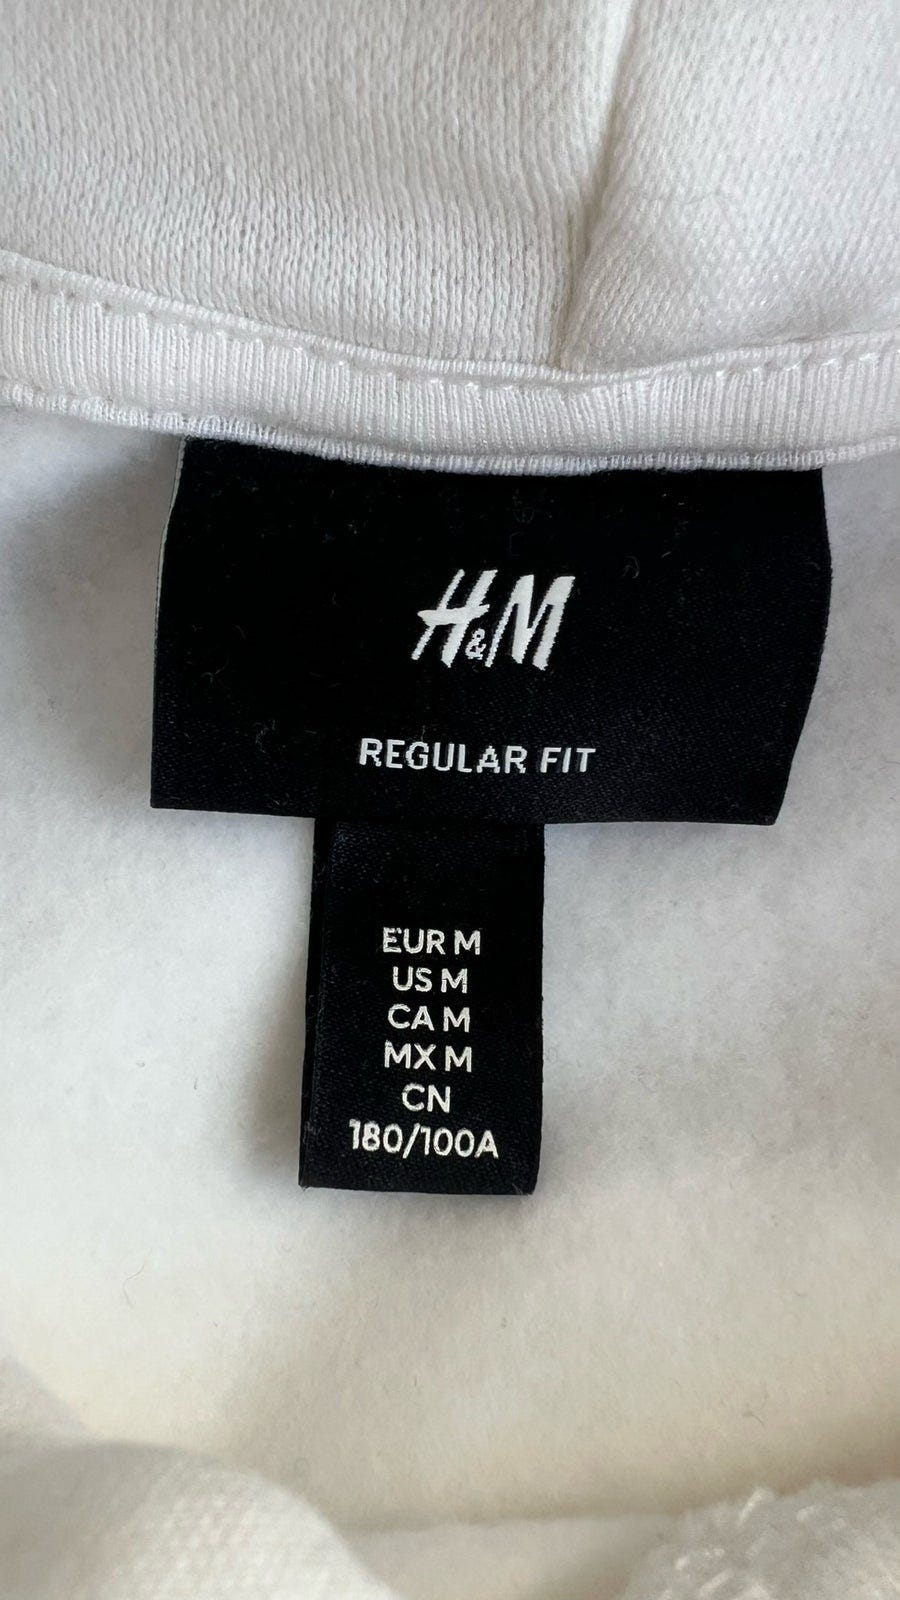 H&M
REGULAR FIT
EUR M
US M
CA M
MX M
CN
180/100A